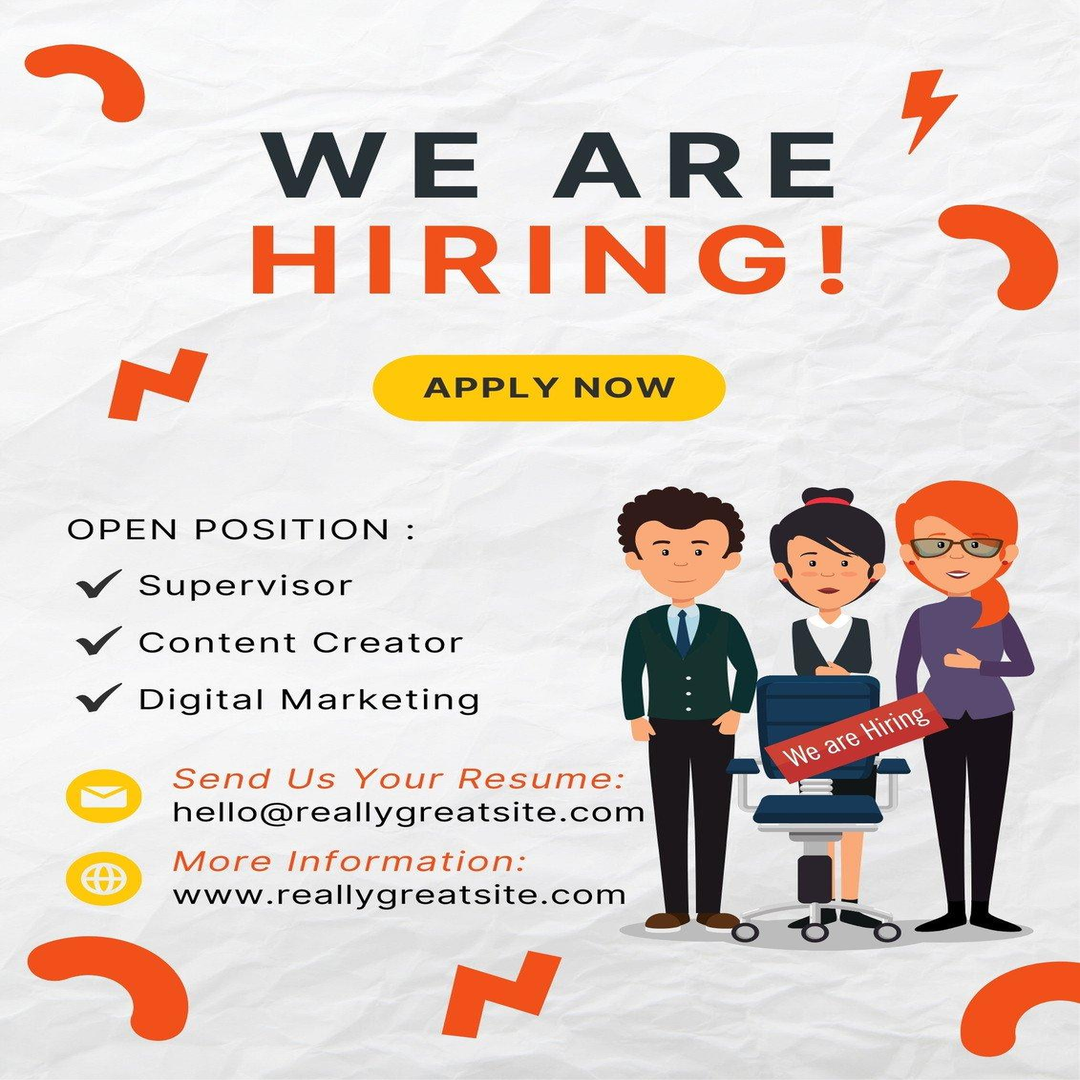 WE ARE
HIRING!
APPLY NOW
OPEN POSITION :
Supervisor
Content Creator
Digital Marketing
Send Us Your Resume:
hello@reallygreatsite.com
More Information:
www.reallygreatsite.com
We are Hiring